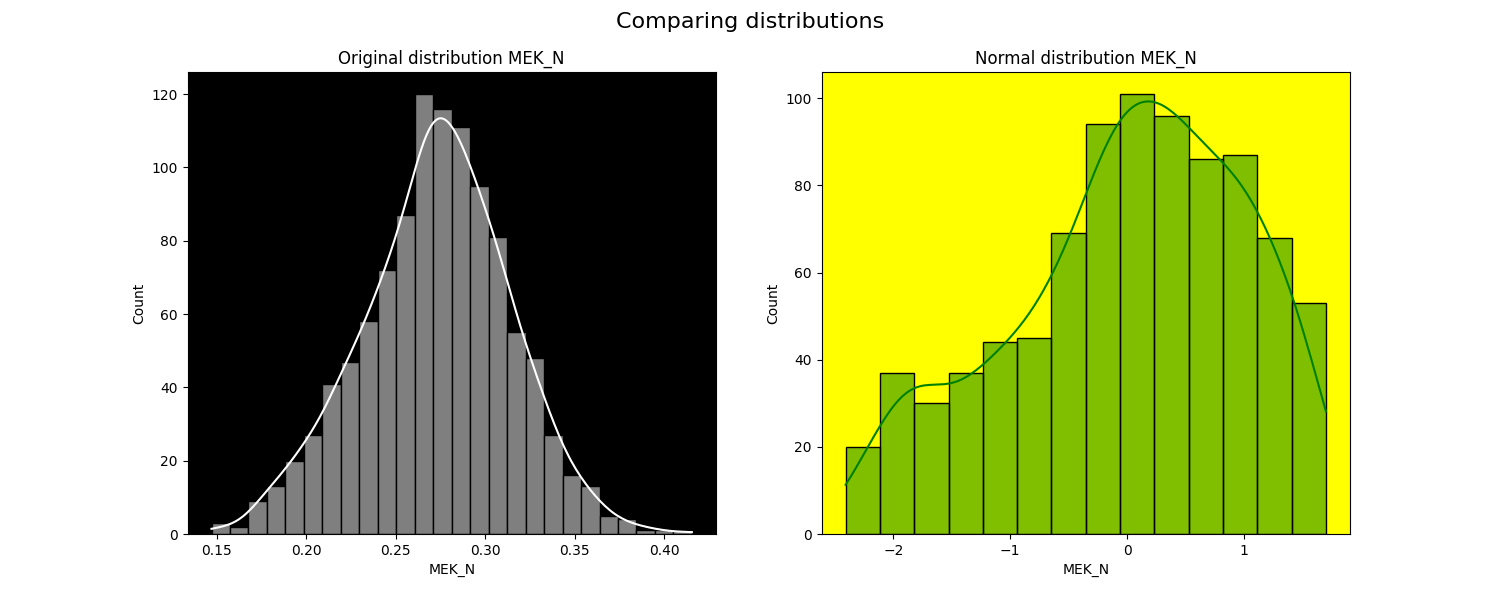 Comparing distributions
Original distribution MEK_N
120
100
80
60
40
20
0
Count
0.15 0.20 0.25 0.30 0.35 0.40
MEK_N
Normal distribution MEK_N
100
80
60
40
20
0
Count
−2 −1 0 1
MEK_N